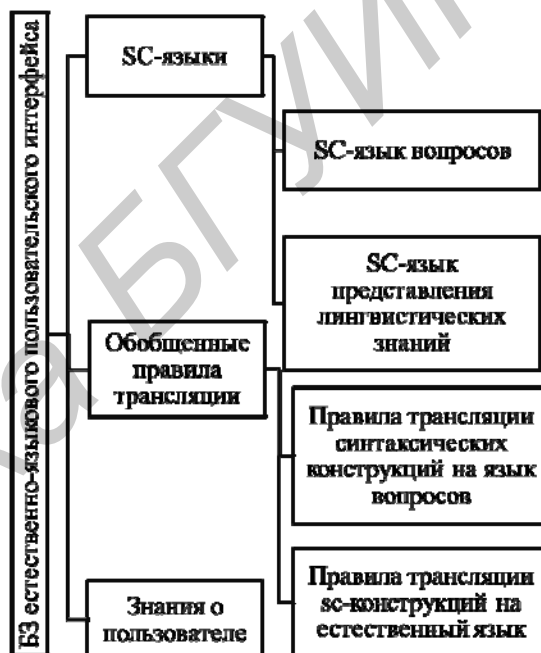 БЗ естественно-языкового пользовательского интерфейса
SC-языки
SC-язык вопросов
SC-язык
представления
лингвистических
знаний
Обобщенные
правила
трансляции
Правила трансляции
синтаксических
конструкций на язык
вопросов
Правила трансляции
sc-конструкций на
естественный язык
Знания о
пользователе
БГУИ